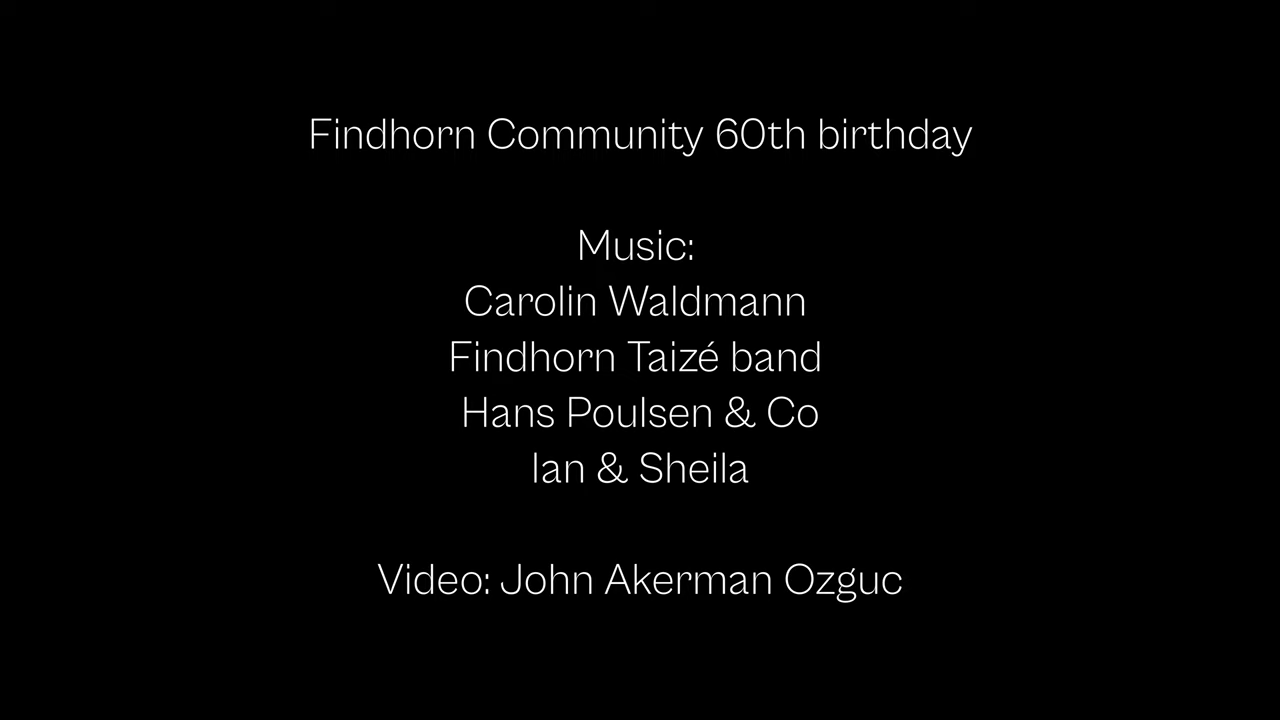 Findhorn Community 60th birthday
Music:
Carolin Waldmann
Findhorn Taizé band
Hans Poulsen & Co
Ian & Sheila
Video: John Akerman Ozguc